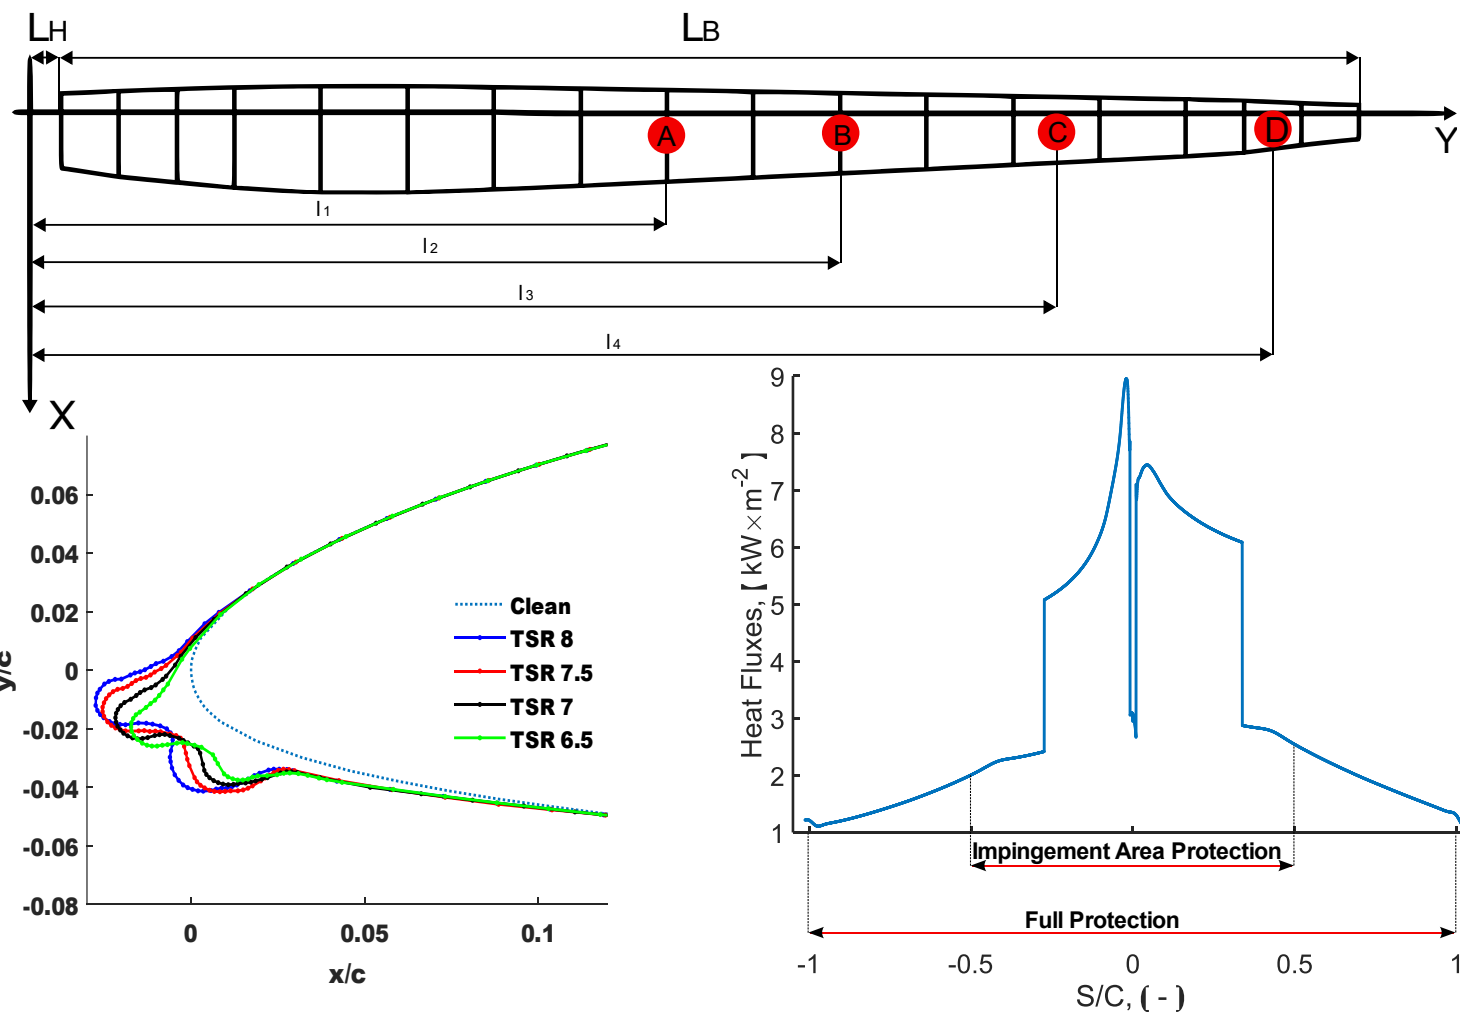 LH
LB
A
B
C
D
Y
l1
l2
l3
l4
X
0.06
0.04
0.02
0
-0.02
-0.04
-0.06
-0.08
y/c
0
0.05
0.1
x/c
Clean
TSR 8
TSR 7.5
TSR 7
TSR 6.5
9
8
7
6
5
4
3
2
1
Heat Fluxes, [ kW×m-2 ]
Impingement Area Protection
Full Protection
-1
-0.5
0
0.5
1
S/C, ( - )